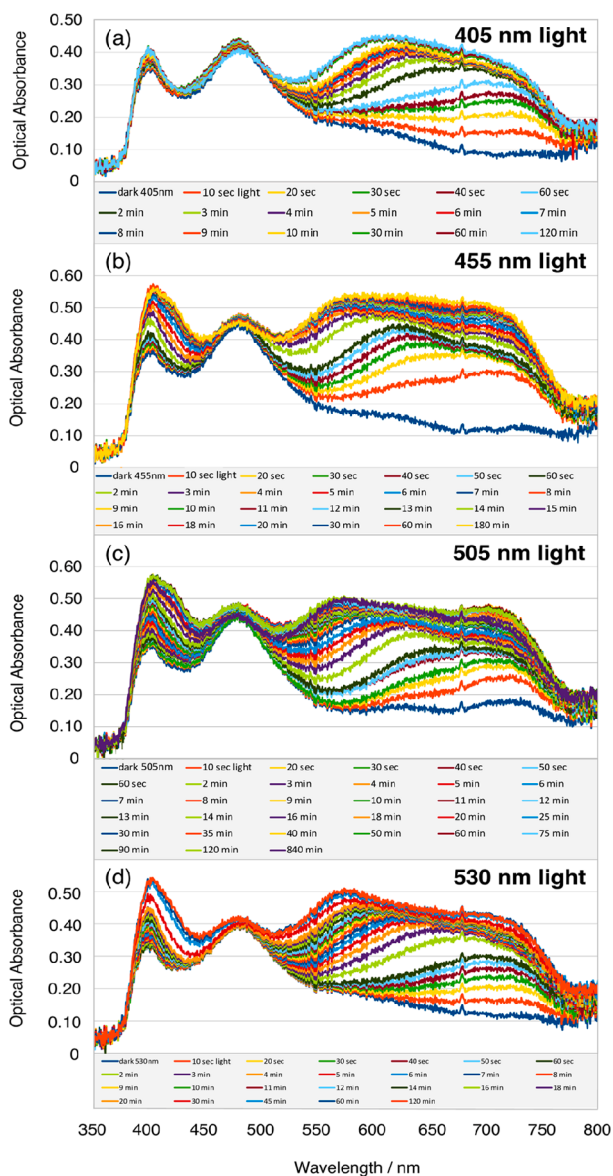 (a) 405 nm light
Optical Absorbance
0.50
0.40
0.30
0.20
0.10
0
dark 405nm 10 sec light 20 sec 30 sec 40 sec 60 sec
2 min 3 min 4 min 5 min 6 min 7 min
8 min 9 min 10 min 30 min 60 min 120 min
(b) 455 nm light
Optical Absorbance
0.60
0.50
0.40
0.30
0.20
0.10
0
dark 455nm 10 sec light 20 sec 30 sec 40 sec 50 sec 60 sec
2 min 3 min 4 min 5 min 6 min 7 min 8 min
9 min 10 min 11 min 12 min 13 min 14 min 15 min
16 min 18 min 20 min 30 min 60 min 180 min
(c) 505 nm light
Optical Absorbance
0.60
0.50
0.40
0.30
0.20
0.10
0
dark 505nm 10 sec light 20 sec 30 sec 40 sec 50 sec
60 sec 2 min 3 min 4 min 5 min 6 min
7 min 8 min 9 min 10 min 11 min 12 min
13 min 14 min 16 min 18 min 20 min 25 min
30 min 35 min 40 min 50 min 60 min 75 min
90 min 120 min 840 min
(d) 530 nm light
Optical Absorbance
0.50
0.40
0.30
0.20
0.10
0
dark 530nm 10 sec light 20 sec 30 sec 40 sec 50 sec 60 sec
2 min 3 min 4 min 5 min 6 min 7 min 8 min
9 min 10 min 11 min 12 min 14 min 16 min 18 min
20 min 30 min 45 min 60 min 120 min
350 400 450 500 550 600 650 700 750 800
Wavelength / nm